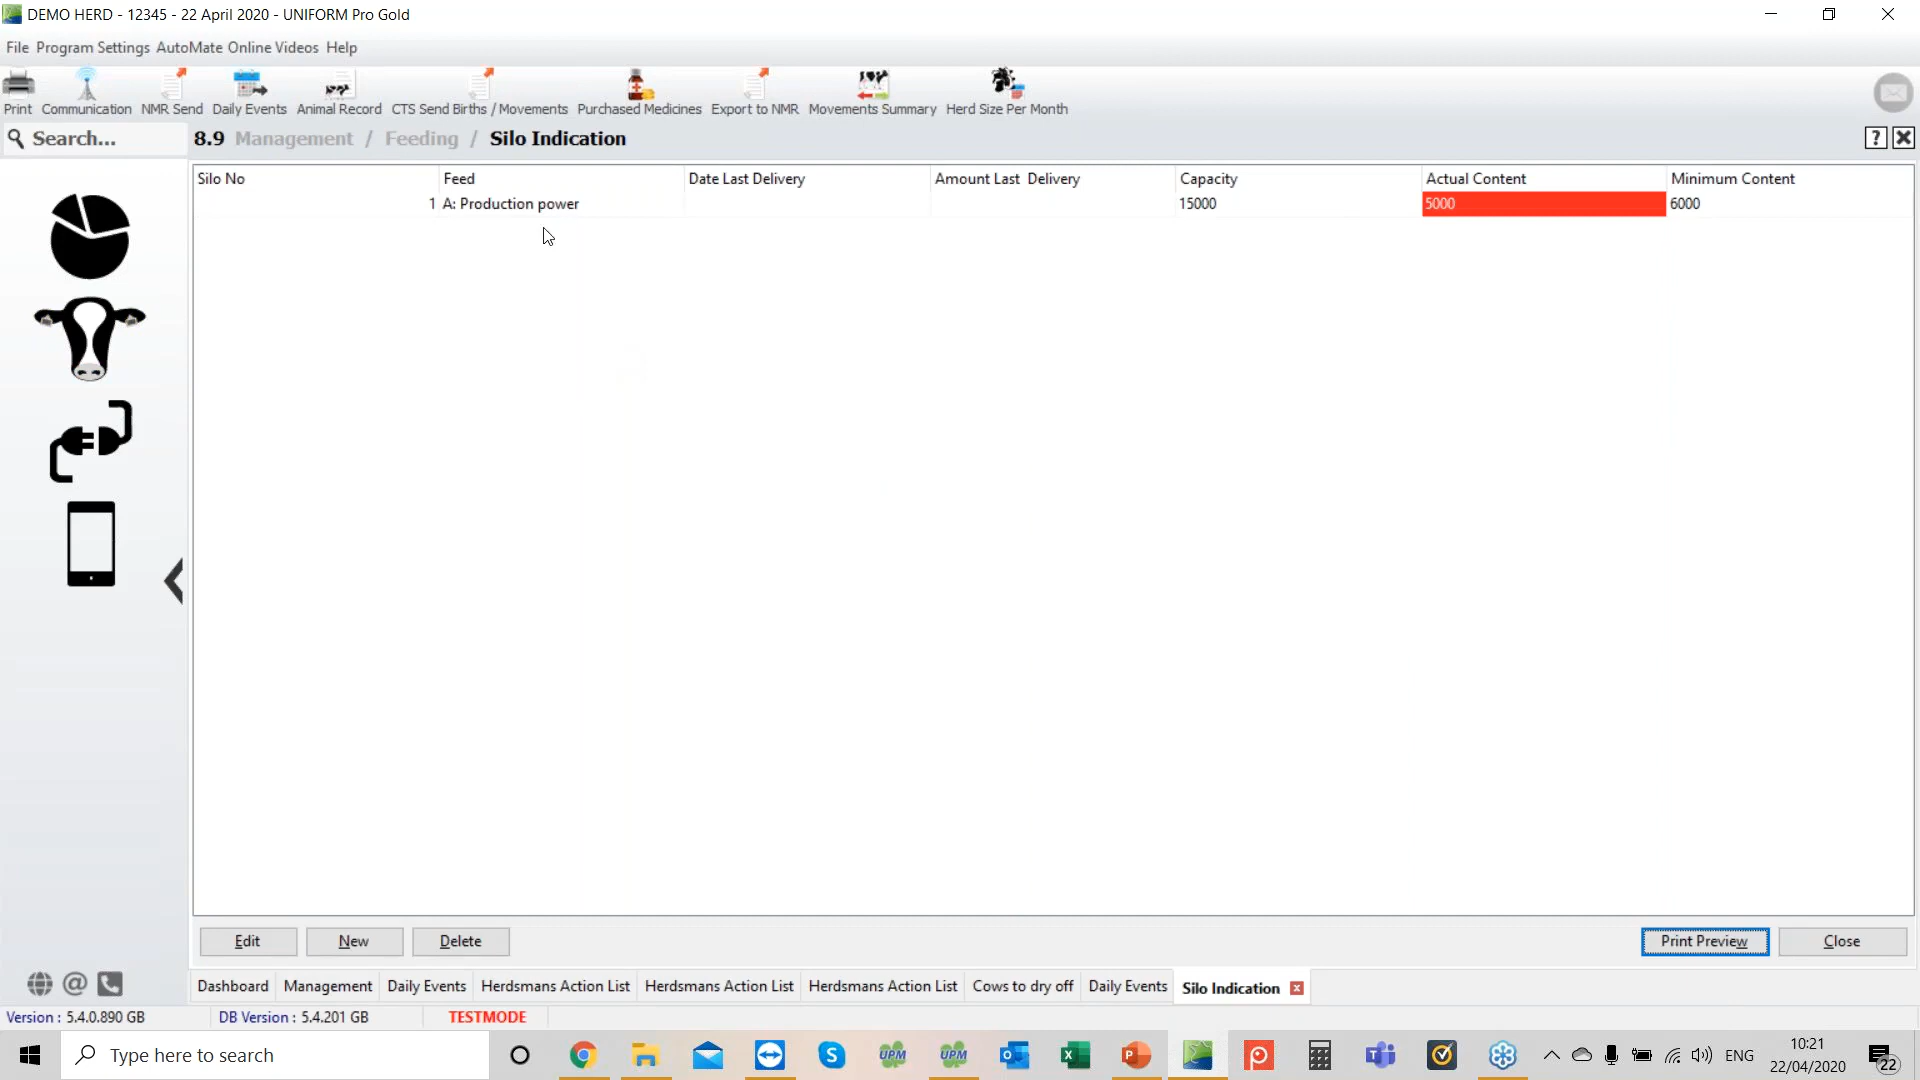 DEMO HERD - 12345 - 22 April 2020 - UNIFORM Pro Gold
File Program Settings AutoMate Online Videos Help
Print Communication NMR Send Daily Events Animal Record CTS Send Births / Movements Purchased Medicines Export to NMR Movements Summary Herd Size Per Month
Search... 8.9 Management / Feeding / Silo Indication ?
Silo No Feed Date Last Delivery Amount Last Delivery Capacity Actual Content Minimum Content
1 A: Production power 15000 5000 6000
Edit New Delete Print Preview Close
@ Dashboard Management Daily Events Herdsmans Action List Herdsmans Action List Herdsmans Action List Cows to dry off Daily Events Silo Indication x
Version : 5.4.0.890 GB DB Version : 5.4.201 GB TESTMODE
Type here to search UPM UPM ENG 10:21
22/04/2020 22